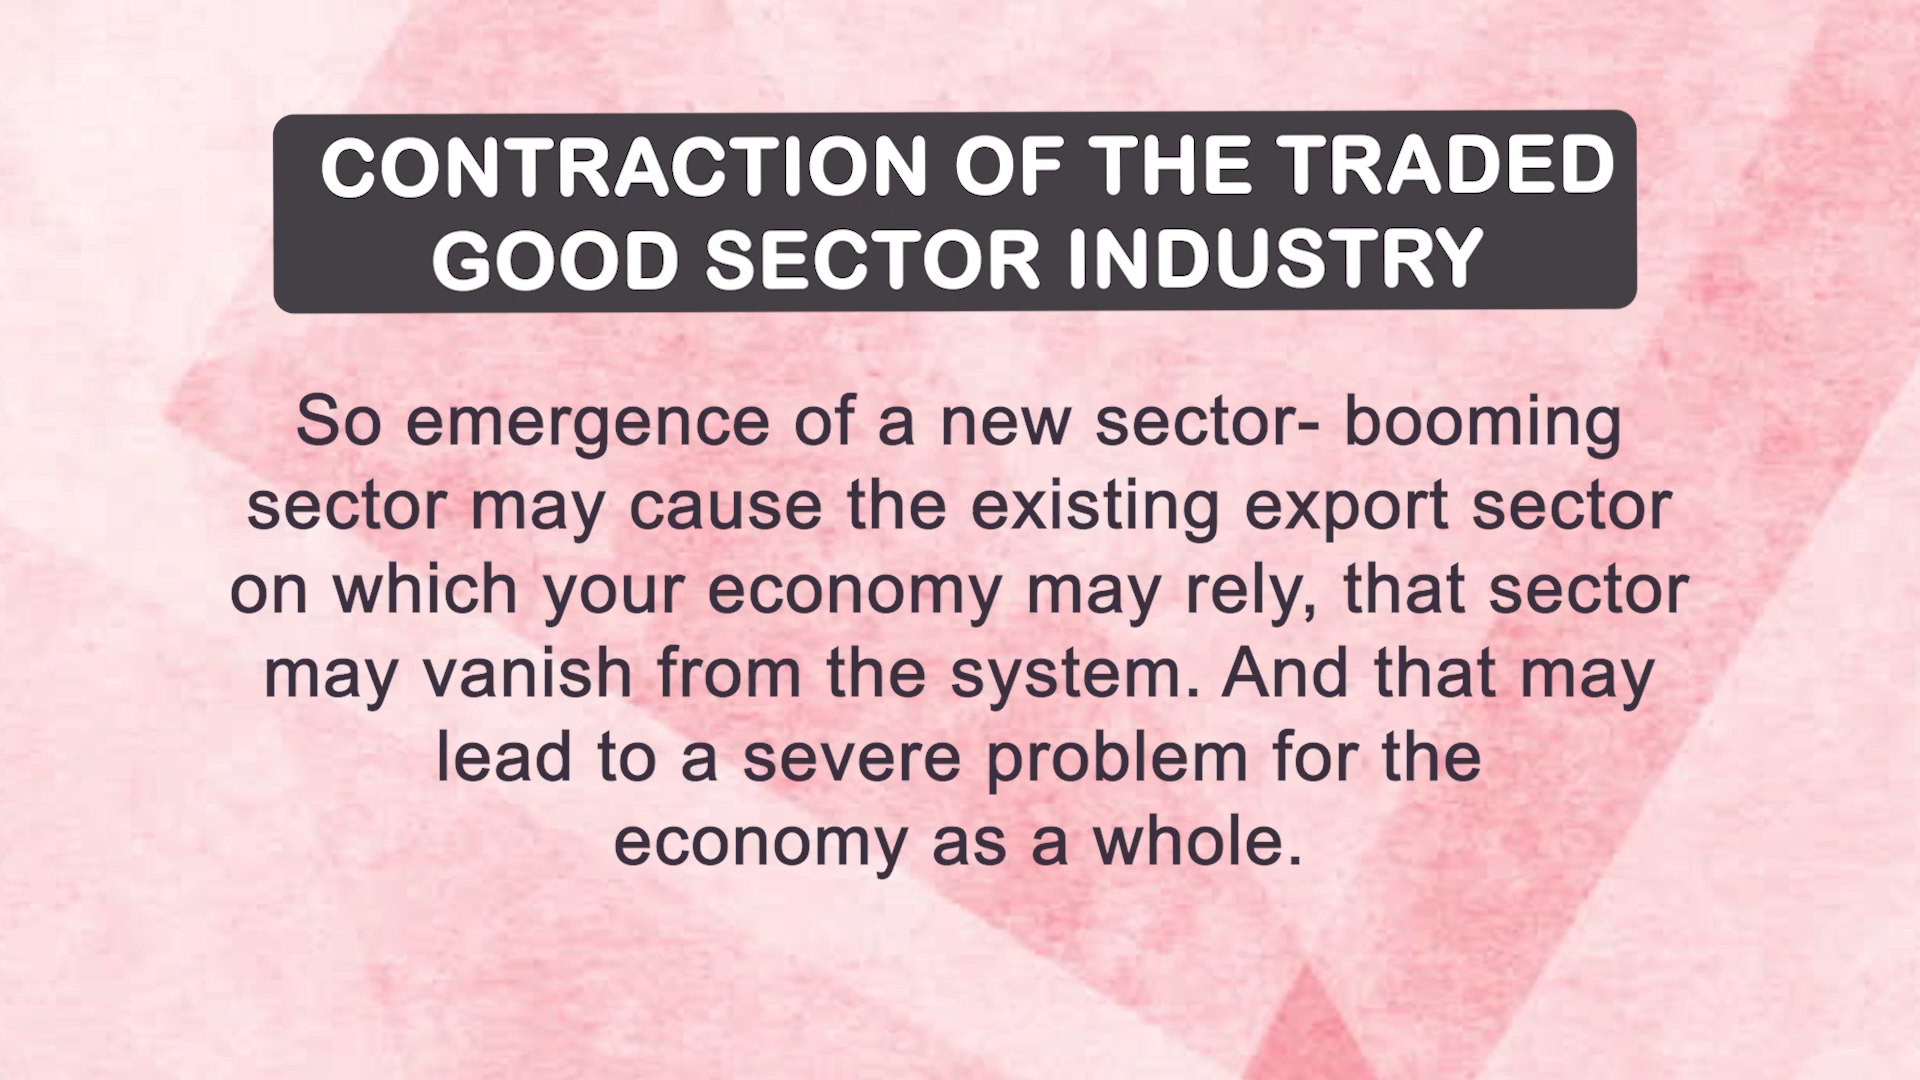 CONTRACTION OF THE TRADED
GOOD SECTOR INDUSTRY
So emergence of a new sector- booming
sector may cause the existing export sector
on which your economy may rely, that sector
may vanish from the system. And that may
lead to a severe problem for the
economy as a whole.